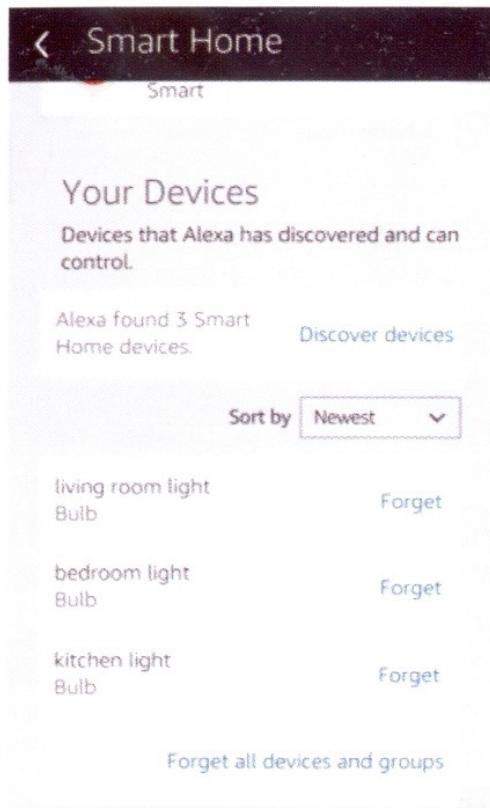 Smart Home
Smart
Your Devices
Devices that Alexa has discovered and can
control.
Alexa found 3 Smart
Home devices.
Discover devices
Sort by Newest
living room light
Bulb
Forget
bedroom light
Bulb
Forget
kitchen light
Bulb
Forget
Forget all devices and groups